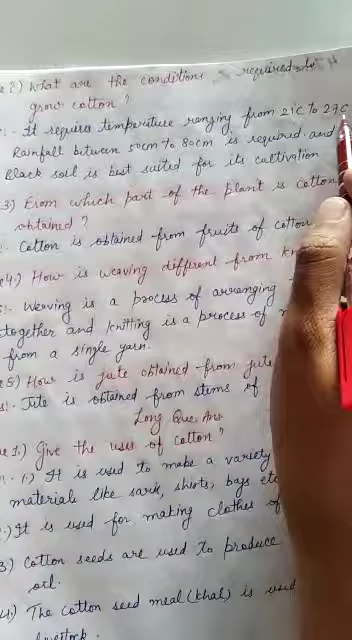 2) What are the conditions required to
grow cotton?
:- It requires temperature ranging from 21°C to 27°C
Rainfall between 50cm to 80cm is required. and
Black soil is best suited for its cultivation
3) From which part of the plant is cotton
obtained?
Cotton is obtained from fruits of cotton
4) How is weaving different from
:- Weaving is a process of arranging
together and knitting is a process of
from a single yarn.
5) How is jute obtained from jute
:- Jute is obtained from stems of
Long Que. Ans
1.) Give the uses of cotton?
1) It is used to make a variety
materials like saris, shirts, bags etc
2.) It is used for making clothes of
3) Cotton seeds are used to produce
oil.
4.) The cotton seed meal (khal) is used
livestock.